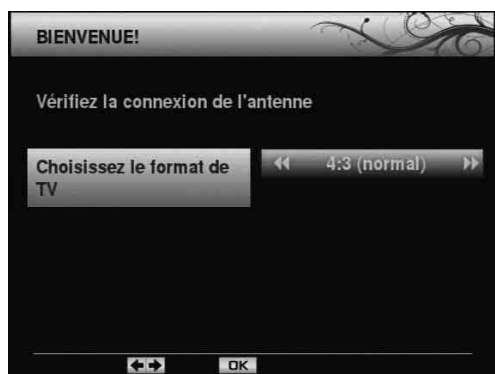 BIENVENUE!
Vérifiez la connexion de l'antenne
Choisissez le format de
TV
4:3 (normal)
OK